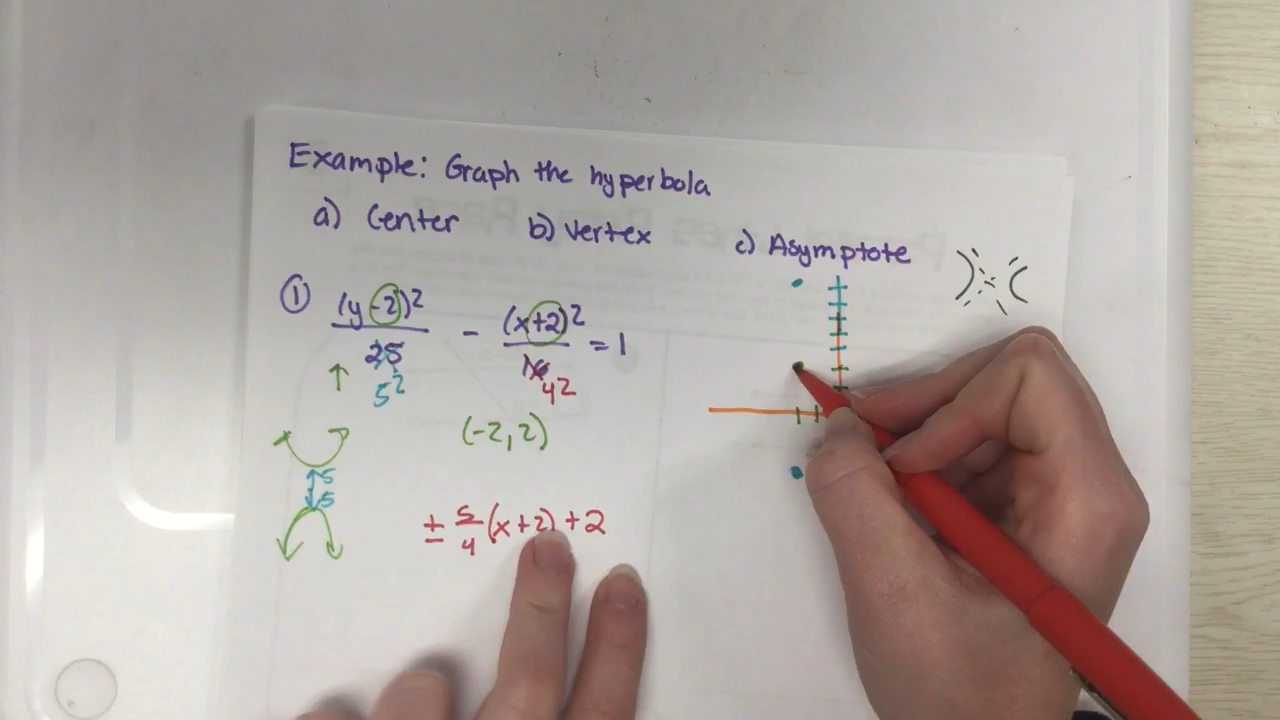 Example: Graph the hyperbola
a) Center b) vertex c) Asymptote
① (y-2)²/25 - (x+2)²/16 = 1
5² 4²
(-2,2)
5
5
± 5/4 (x+2) + 2